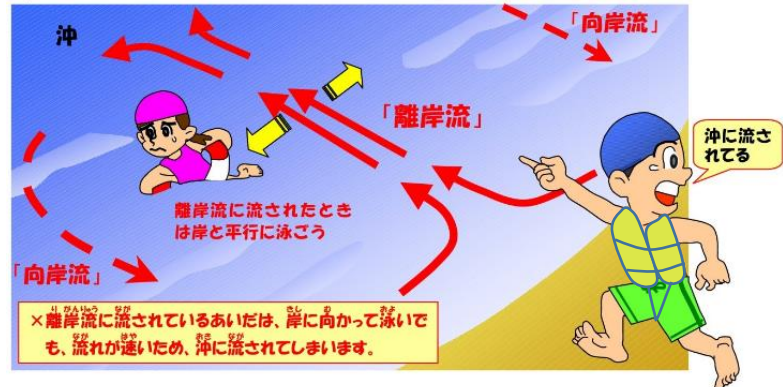 沖
「向岸流」
「離岸流」
沖に流さ
れてる
離岸流に流されたとき
は岸と平行に泳ごう
「向岸流」
×離岸流に流されているあいだは、岸に向かって泳いで
も、流れが速いため、沖に流されてしまいます。